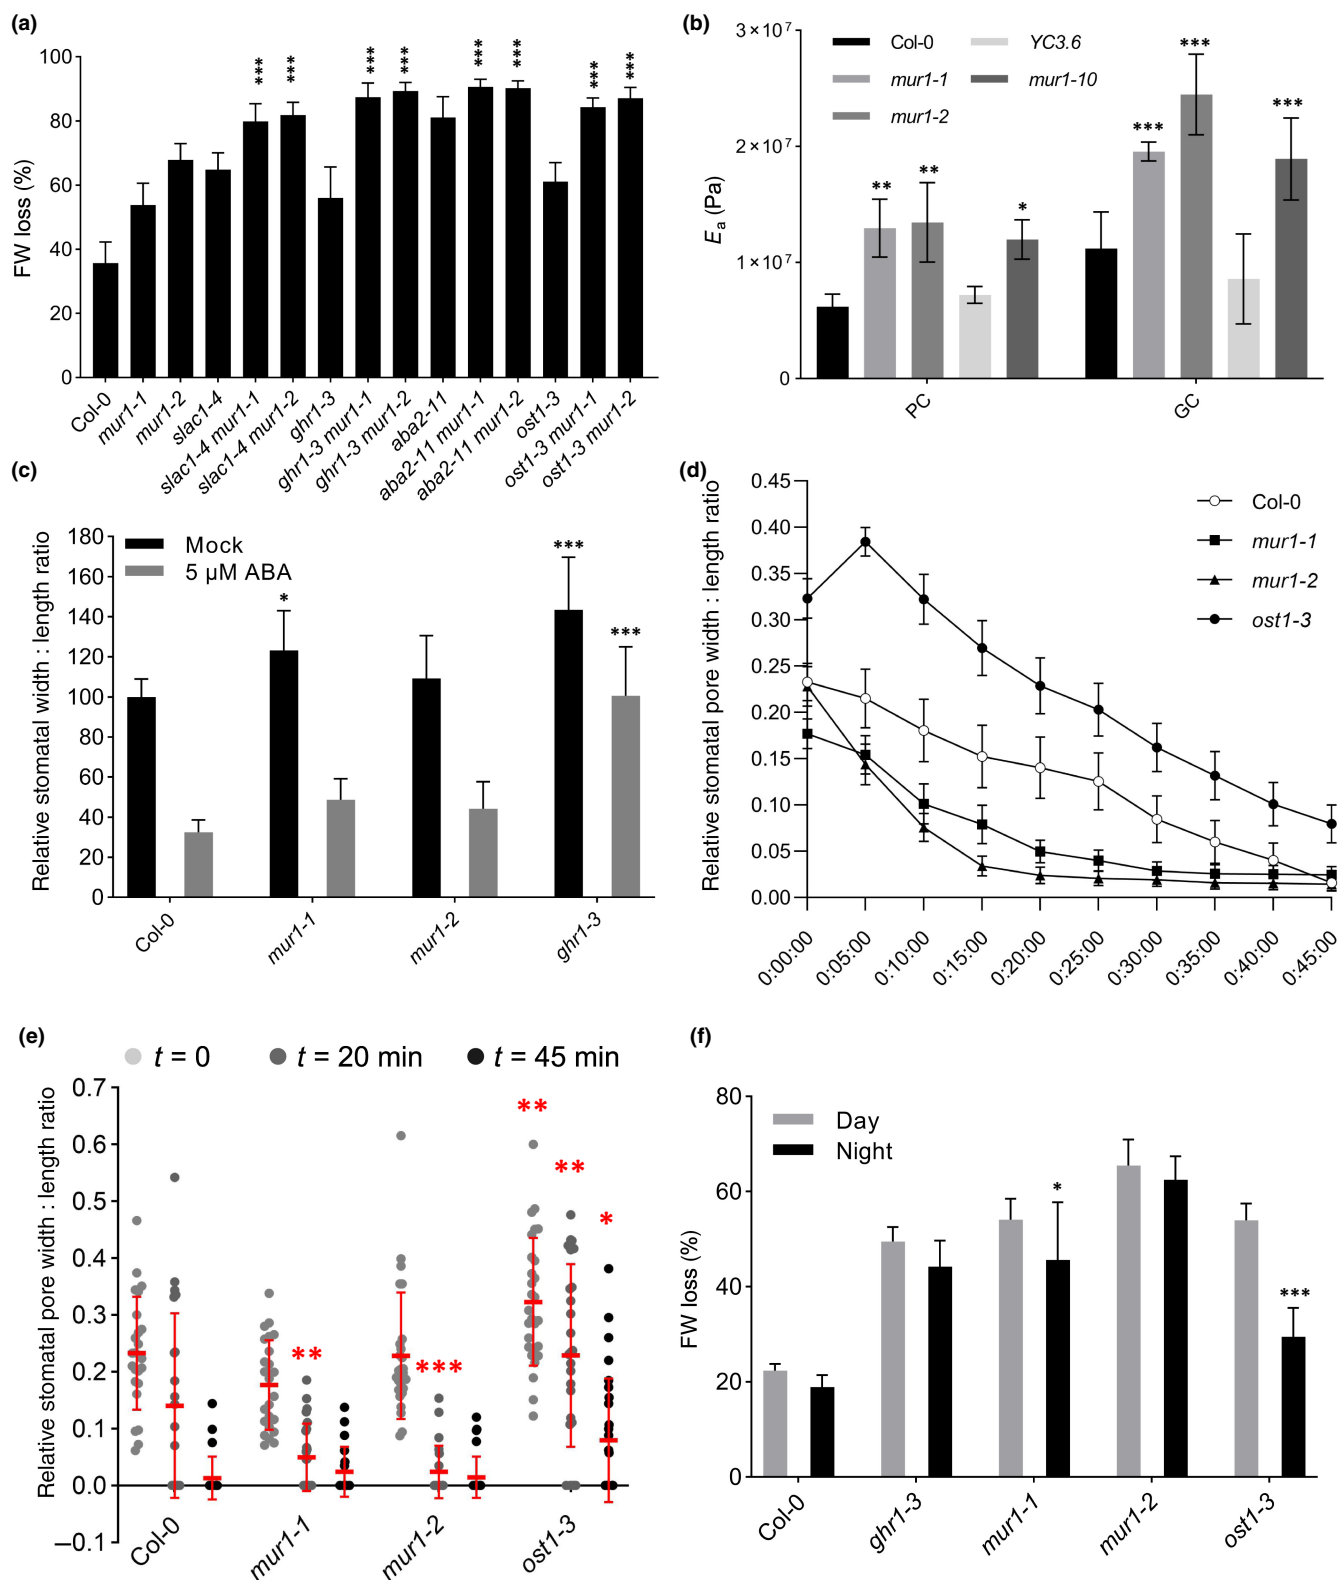 (a)
FW loss (%)
100
80
60
40
20
0
*** *** *** *** *** *** *** ***
Col-0
mur1-1
mur1-2
slac1-4
slac1-4 mur1-1
slac1-4 mur1-2
ghr1-3
ghr1-3 mur1-1
ghr1-3 mur1-2
aba2-11
aba2-11 mur1-1
aba2-11 mur1-2
ost1-3
ost1-3 mur1-1
ost1-3 mur1-2
(b)
Ea (Pa)
3×10⁷
2×10⁷
1×10⁷
0
Col-0
mur1-1
mur1-2
YC3.6
mur1-10
** ** * *** *** ***
PC
GC
(c)
Relative stomatal width : length ratio
180
160
140
120
100
80
60
40
20
0
Mock
5 µM ABA
* *** ***
Col-0
mur1-1
mur1-2
ghr1-3
(d)
Relative stomatal pore width : length ratio
0.45
0.40
0.35
0.30
0.25
0.20
0.15
0.10
0.05
0.00
Col-0
mur1-1
mur1-2
ost1-3
0:00:00
0:05:00
0:10:00
0:15:00
0:20:00
0:25:00
0:30:00
0:35:00
0:40:00
0:45:00
(e)
t = 0
t = 20 min
t = 45 min
Relative stomatal pore width : length ratio
0.7
0.6
0.5
0.4
0.3
0.2
0.1
0.0
–0.1
** *** ** ** *
Col-0
mur1-1
mur1-2
ost1-3
(f)
FW loss (%)
80
60
40
20
0
Day
Night
* ***
Col-0
ghr1-3
mur1-1
mur1-2
ost1-3